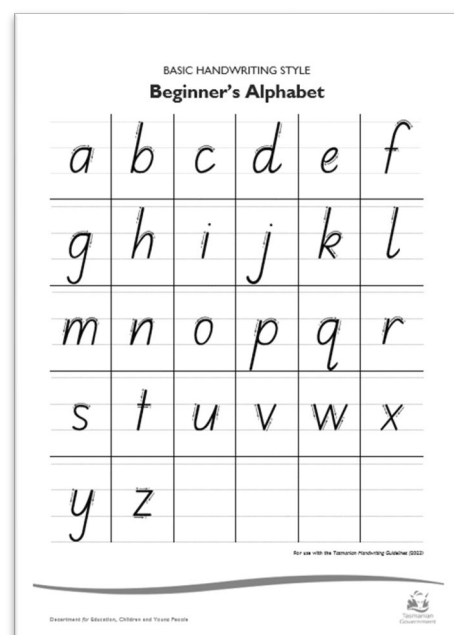 BASIC HANDWRITING STYLE
Beginner's Alphabet
a b c d e f
g h i j k l
m n o p q r
s t u v w x
y z
For use with the Tasmanian Handwriting Guidelines (2022)
Tasmanian
Government
Department for Education, Children and Young People